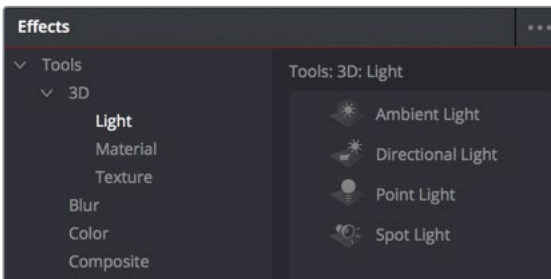 Effects
Tools
3D
Light
Material
Texture
Blur
Color
Composite
Tools: 3D: Light
Ambient Light
Directional Light
Point Light
Spot Light